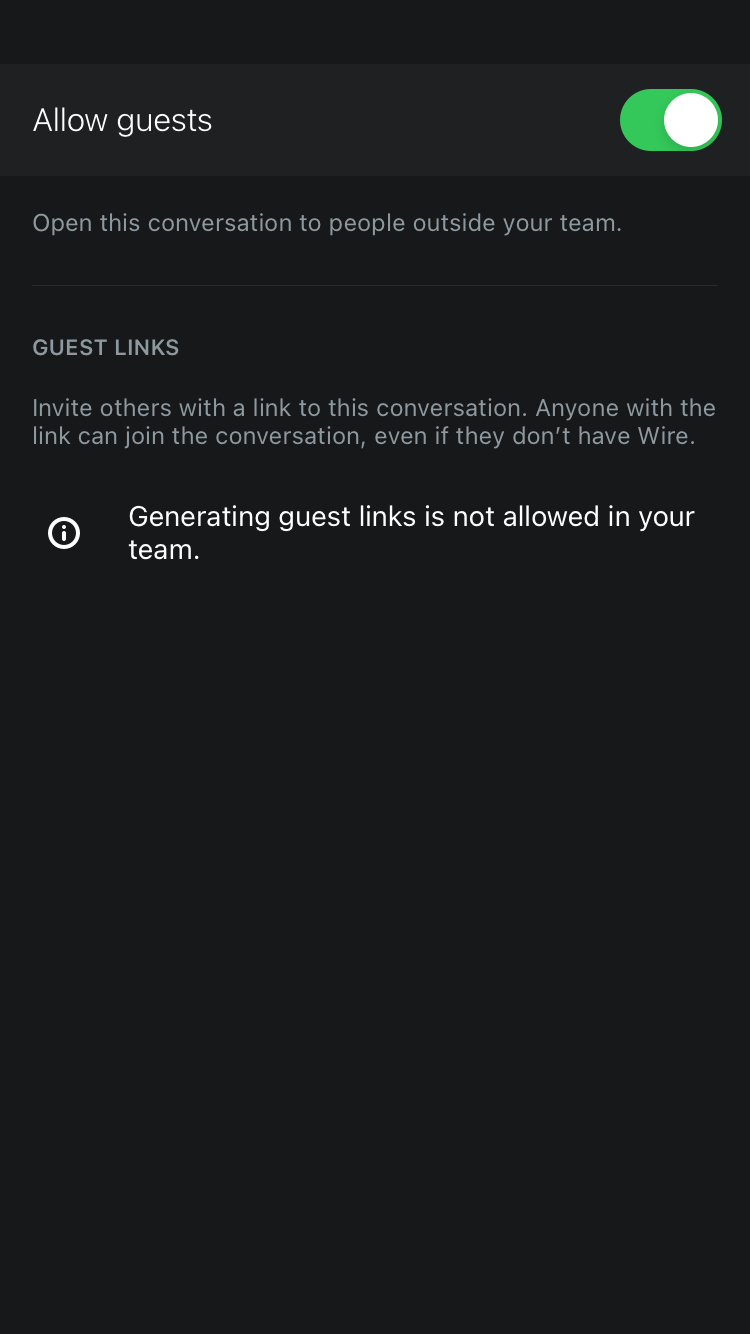 Allow guests
Open this conversation to people outside your team.
GUEST LINKS
Invite others with a link to this conversation. Anyone with the
link can join the conversation, even if they don’t have Wire.
Generating guest links is not allowed in your
team.